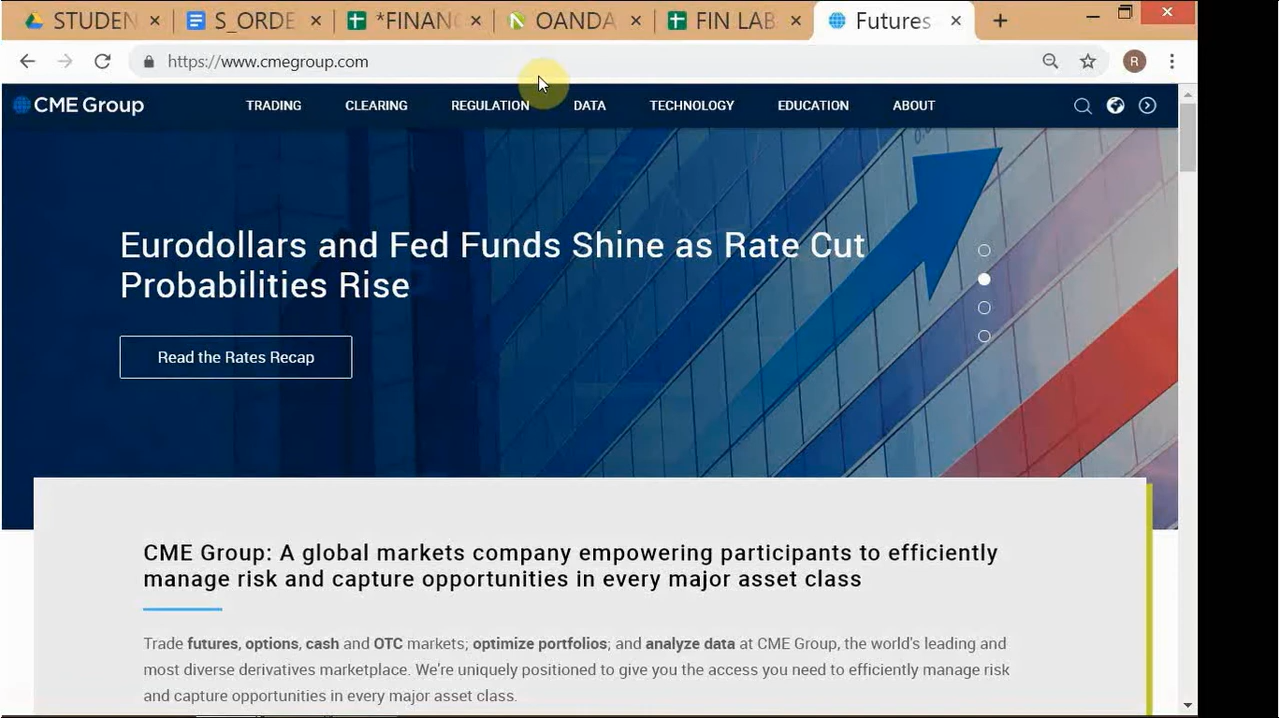 STUDEN
S_ORDE
*FINANC
OANDA
FIN LAB
Futures
https://www.cmegroup.com
R
CME Group
TRADING
CLEARING
REGULATION
DATA
TECHNOLOGY
EDUCATION
ABOUT
Eurodollars and Fed Funds Shine as Rate Cut
Probabilities Rise
Read the Rates Recap
CME Group: A global markets company empowering participants to efficiently
manage risk and capture opportunities in every major asset class
Trade futures, options, cash and OTC markets; optimize portfolios; and analyze data at CME Group, the world's leading and
most diverse derivatives marketplace. We're uniquely positioned to give you the access you need to efficiently manage risk
and capture opportunities in every major asset class.